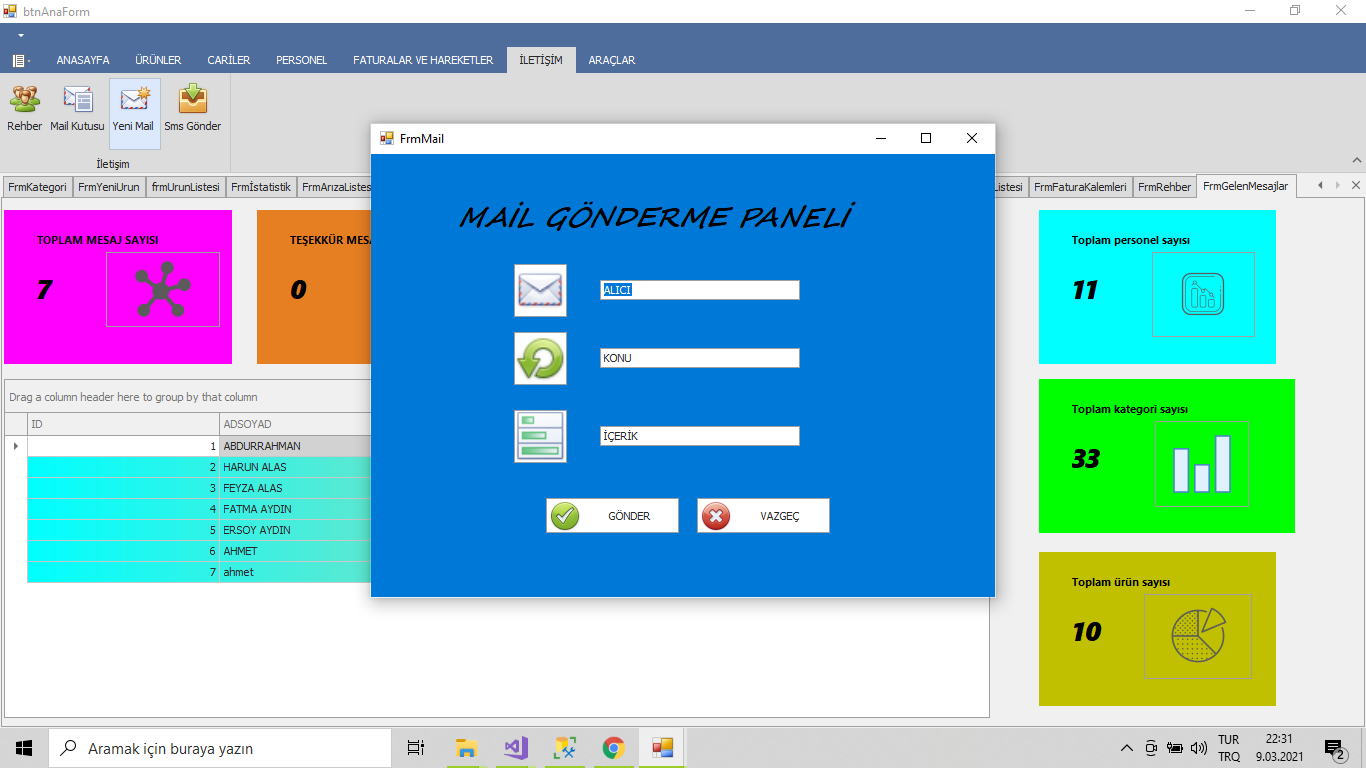 btnAnaForm
ANASAYFA ÜRÜNLER CARİLER PERSONEL FATURALAR VE HAREKETLER İLETİŞİM ARAÇLAR
Rehber Mail Kutusu Yeni Mail Sms Gönder
İletişim
FrmMail
FrmKategori FrmYeniUrun frmUrunListesi Frmİstatistik FrmArızaListes
Listesi FrmFaturaKalemleri FrmRehber FrmGelenMesajlar
TOPLAM MESAJ SAYISI
7
TEŞEKKÜR MESA
0
MAİL GÖNDERME PANELİ
ALICI
KONU
İÇERİK
GÖNDER VAZGEÇ
Toplam personel sayısı
11
Toplam kategori sayısı
33
Toplam ürün sayısı
10
Drag a column header here to group by that column
ID ADSOYAD
1 ABDURRAHMAN
2 HARUN ALAS
3 FEYZA ALAS
4 FATMA AYDIN
5 ERSOY AYDIN
6 AHMET
7 ahmet
Aramak için buraya yazın
TUR 22:31
TRQ 9.03.2021
2